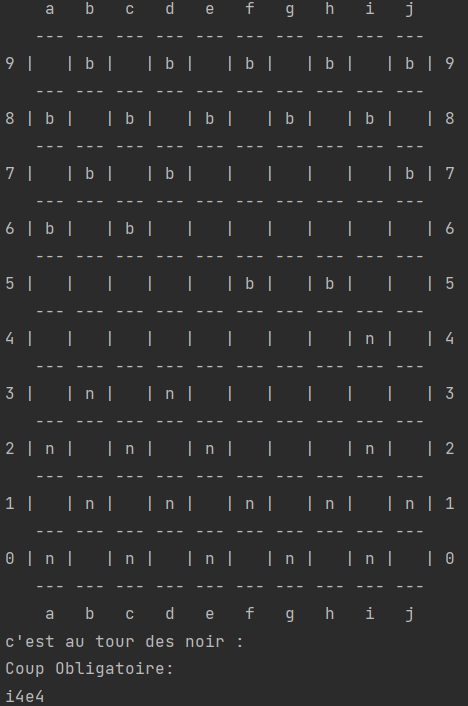 a   b   c   d   e   f   g   h   i   j
   --- --- --- --- --- --- --- --- --- ---
9 |   | b |   | b |   | b |   | b |   | b | 9
   --- --- --- --- --- --- --- --- --- ---
8 | b |   | b |   | b |   | b |   | b |   | 8
   --- --- --- --- --- --- --- --- --- ---
7 |   | b |   | b |   |   |   |   |   | b | 7
   --- --- --- --- --- --- --- --- --- ---
6 | b |   | b |   |   |   |   |   |   |   | 6
   --- --- --- --- --- --- --- --- --- ---
5 |   |   |   |   |   | b |   | b |   |   | 5
   --- --- --- --- --- --- --- --- --- ---
4 |   |   |   |   |   |   |   |   | n |   | 4
   --- --- --- --- --- --- --- --- --- ---
3 |   | n |   | n |   |   |   |   |   |   | 3
   --- --- --- --- --- --- --- --- --- ---
2 | n |   | n |   | n |   |   |   | n |   | 2
   --- --- --- --- --- --- --- --- --- ---
1 |   | n |   | n |   | n |   | n |   | n | 1
   --- --- --- --- --- --- --- --- --- ---
0 | n |   | n |   | n |   | n |   | n |   | 0
   --- --- --- --- --- --- --- --- --- ---
    a   b   c   d   e   f   g   h   i   j
c'est au tour des noir :
Coup Obligatoire:
i4e4